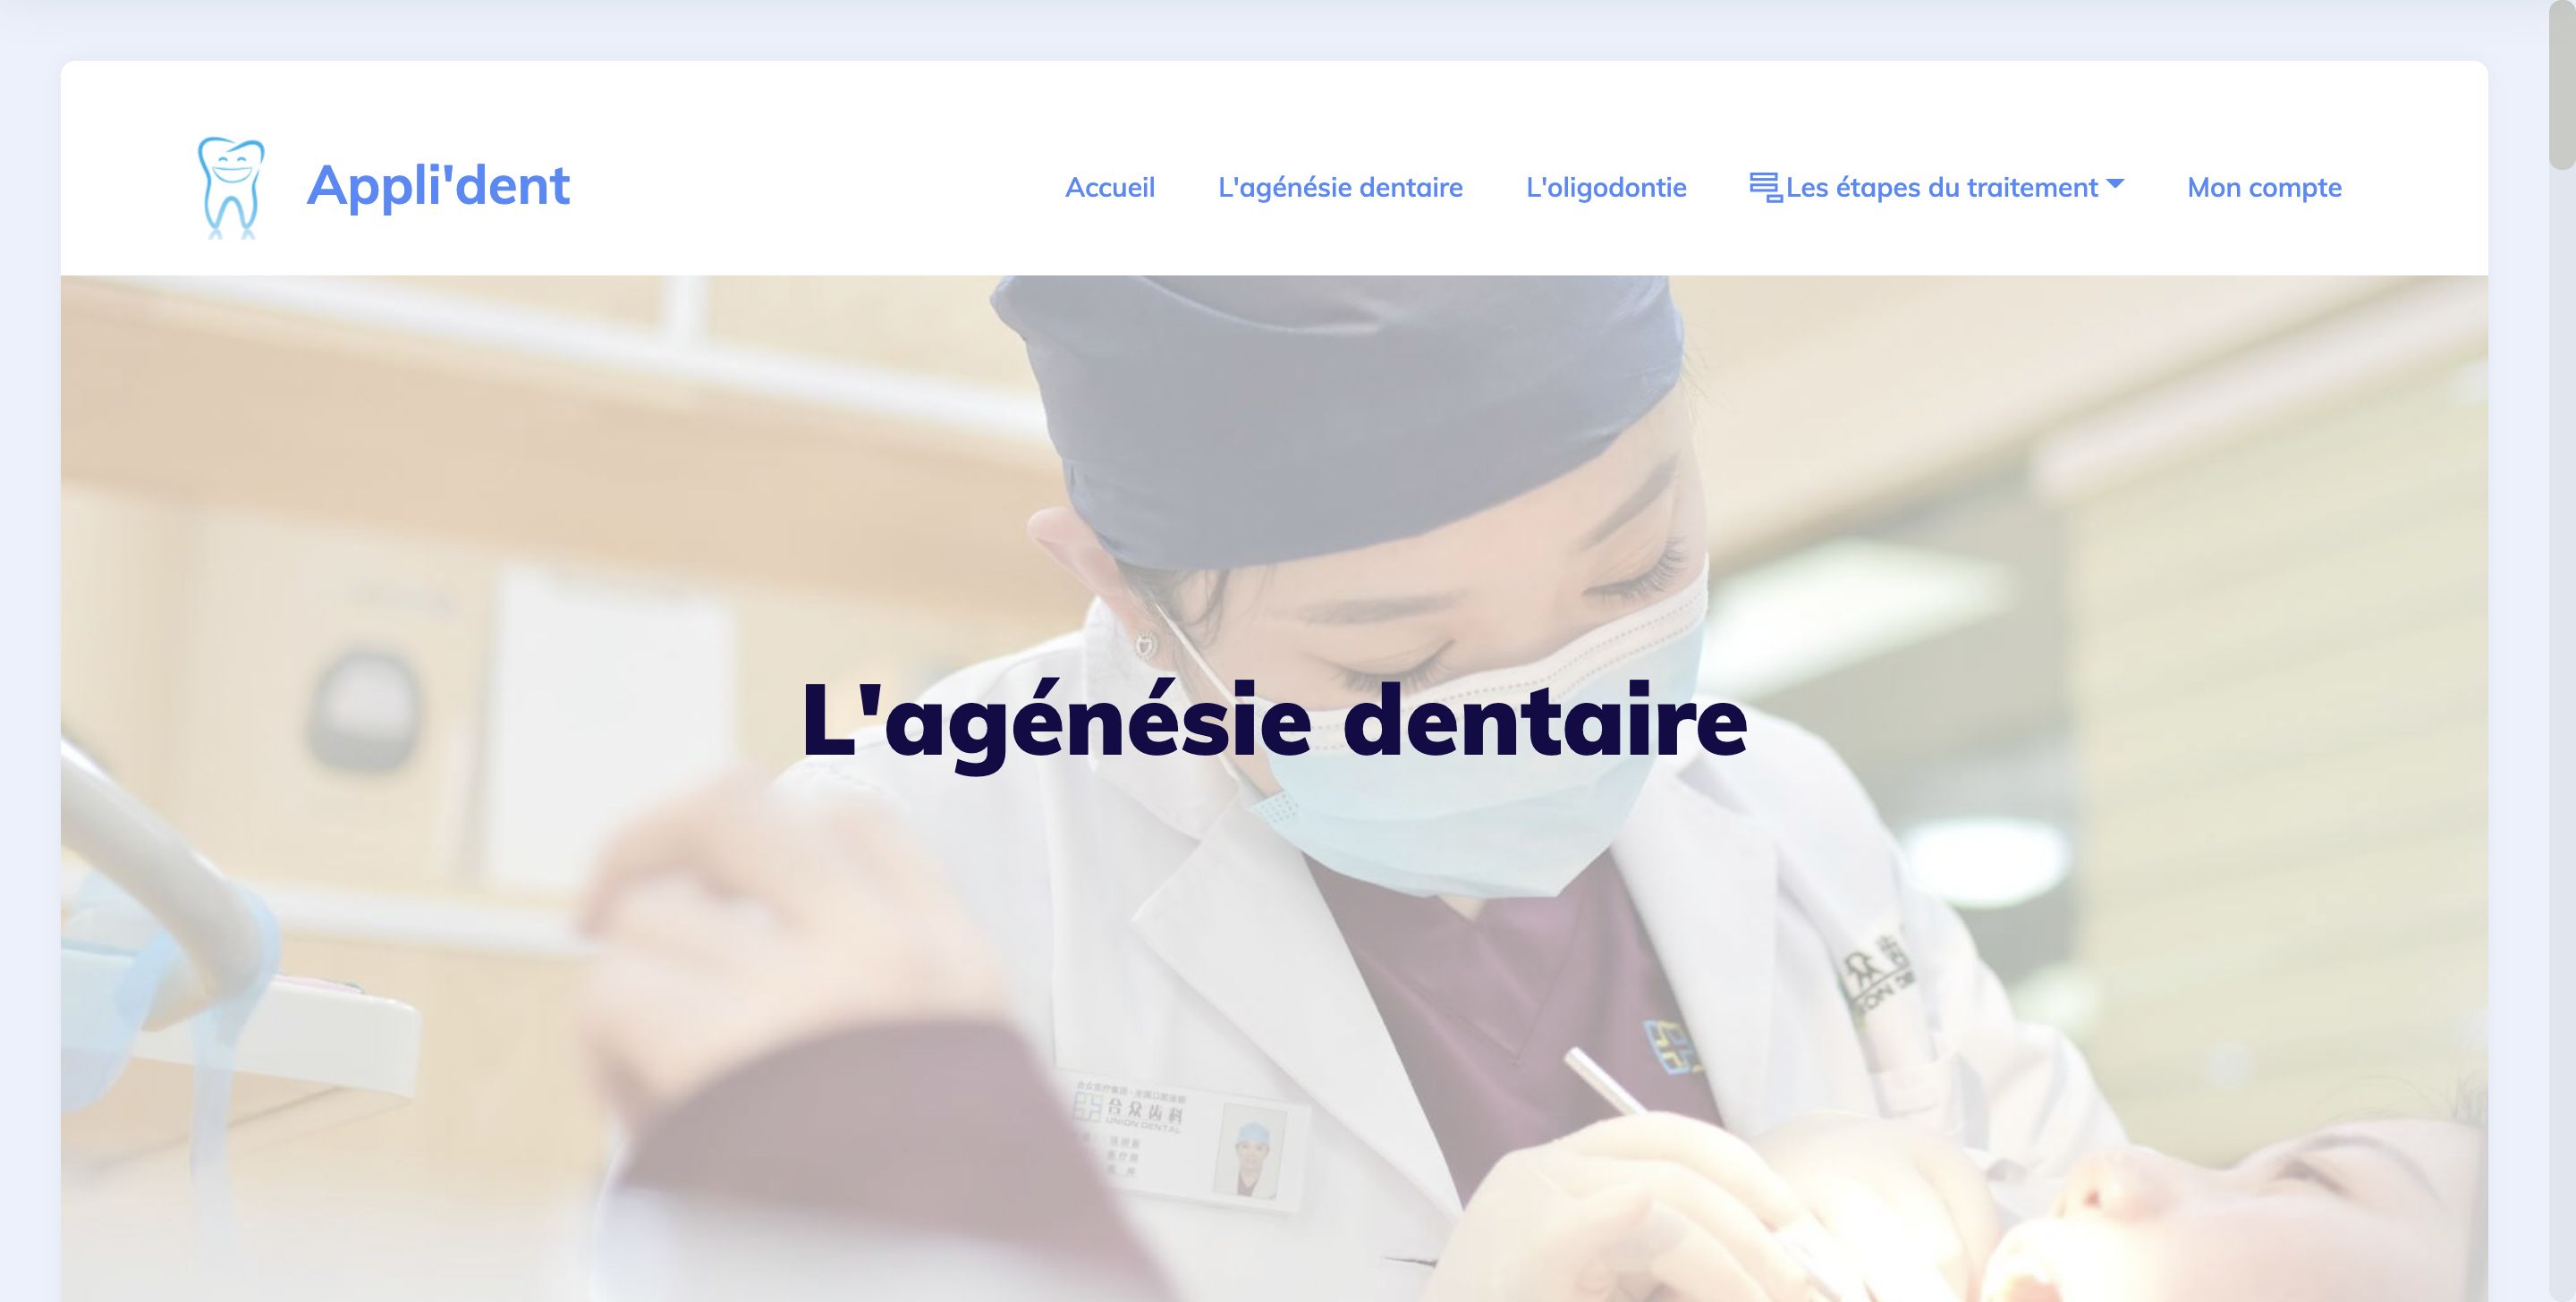 Appli'dent
Accueil
L'agénésie dentaire
L'oligodontie
Les étapes du traitement
Mon compte
L'agénésie dentaire
合众齿科
UNION DENTAL